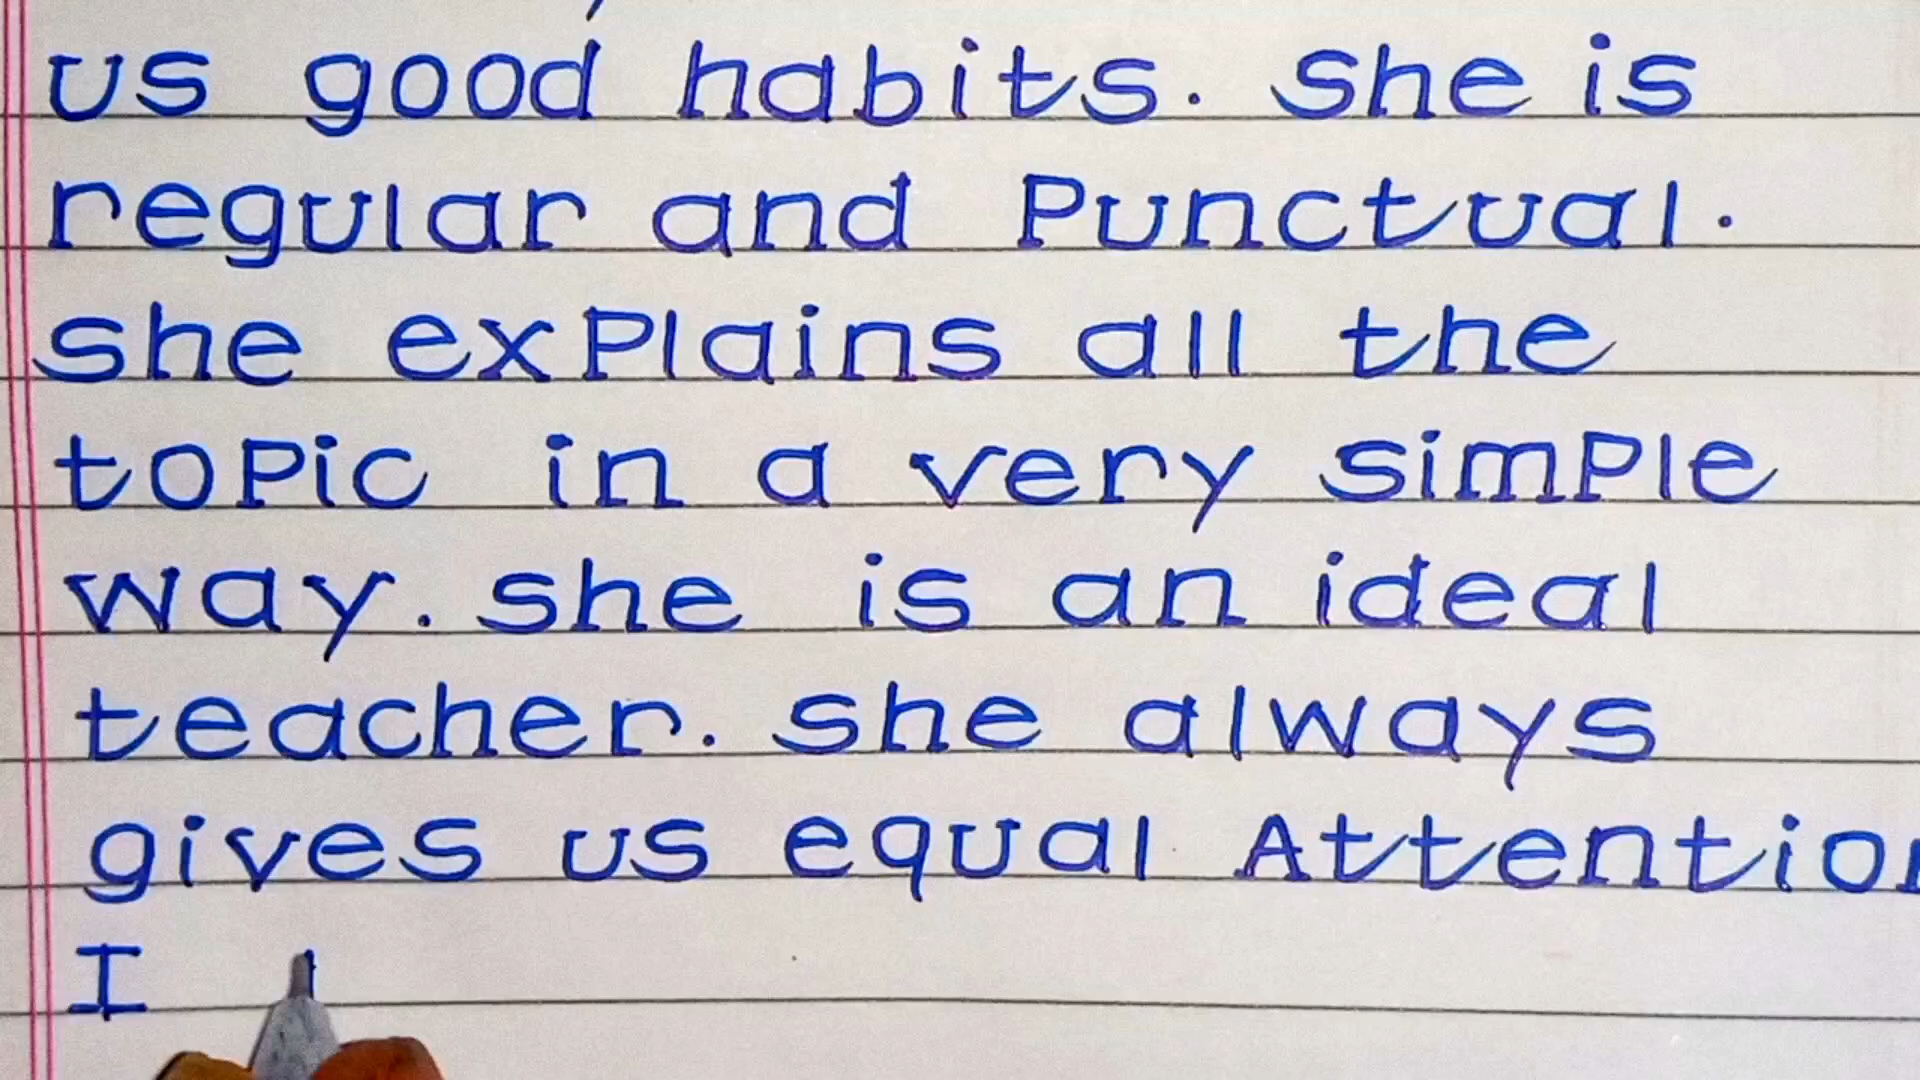 us good habits. She is
regular and Punctual.
She exPlains all the
toPic in a very simPle
way. She is an ideal
teacher. She always
gives us equal Attention
I